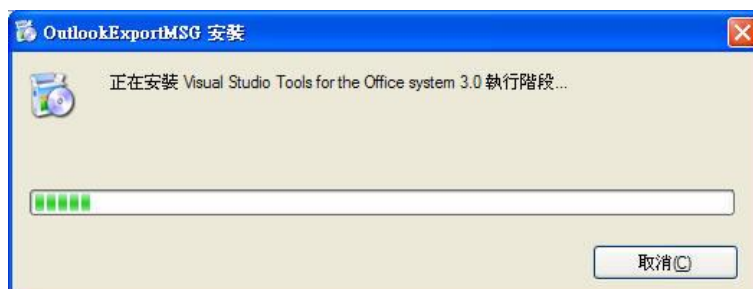 OutlookExportMSG 安裝
正在安裝 Visual Studio Tools for the Office system 3.0 執行階段...
取消(C)